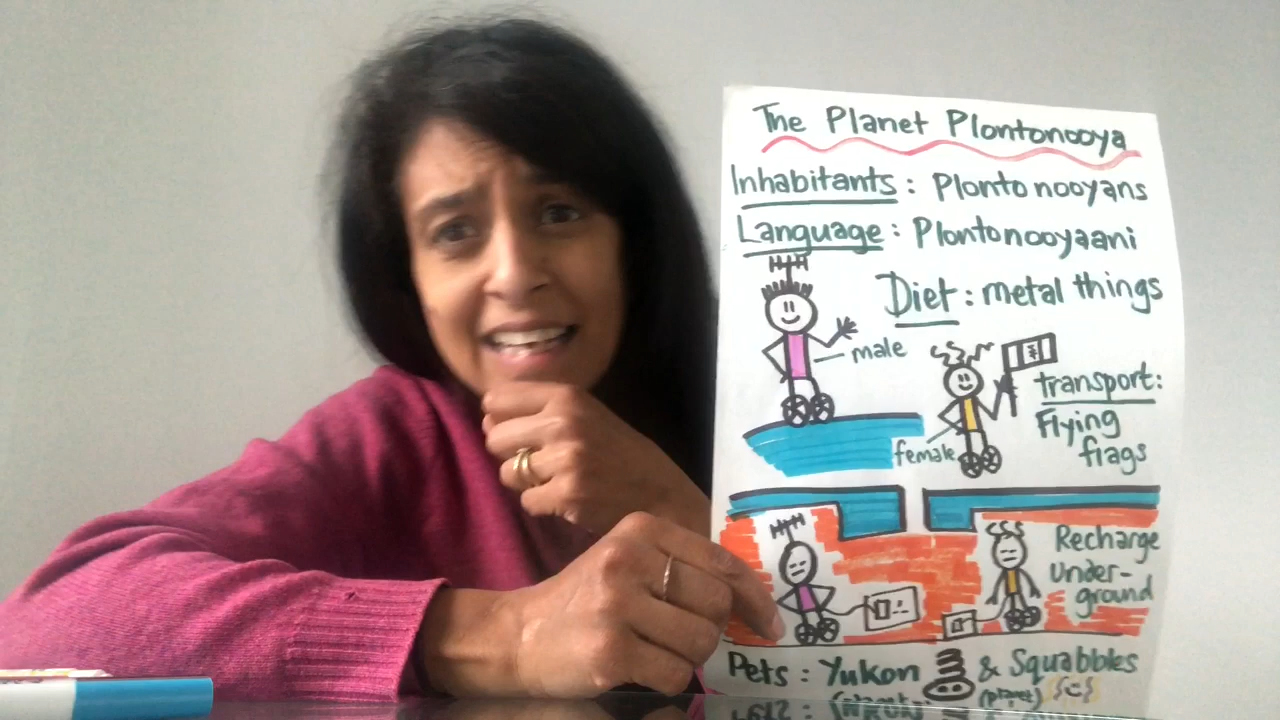 The Planet Plontonooya
Inhabitants: Plontonooyans
Language: Plontonooyaani
Diet: metal things
male
transport:
Flying
flags
female
Recharge
under-
ground
Pets: Yukon & Squabbles